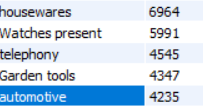 housewares 6964
Watches present 5991
telephony 4545
Garden tools 4347
automotive 4235